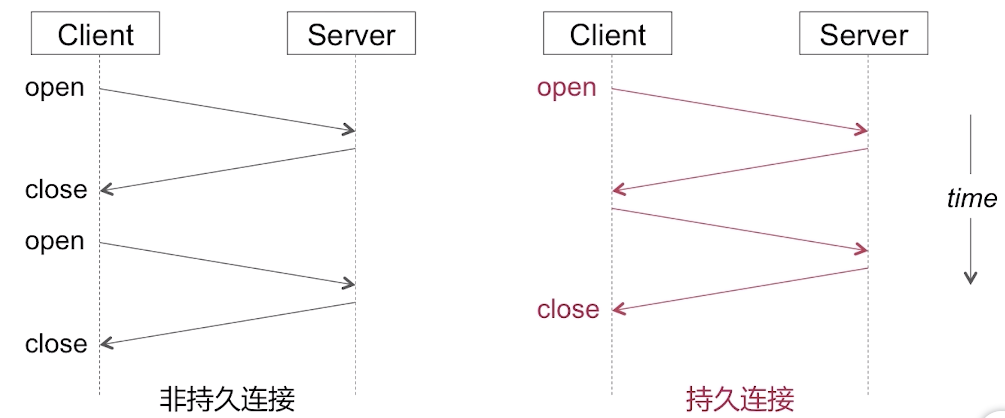 Client
Server
open
close
open
close
非持久连接
Client
Server
open
close
持久连接
time